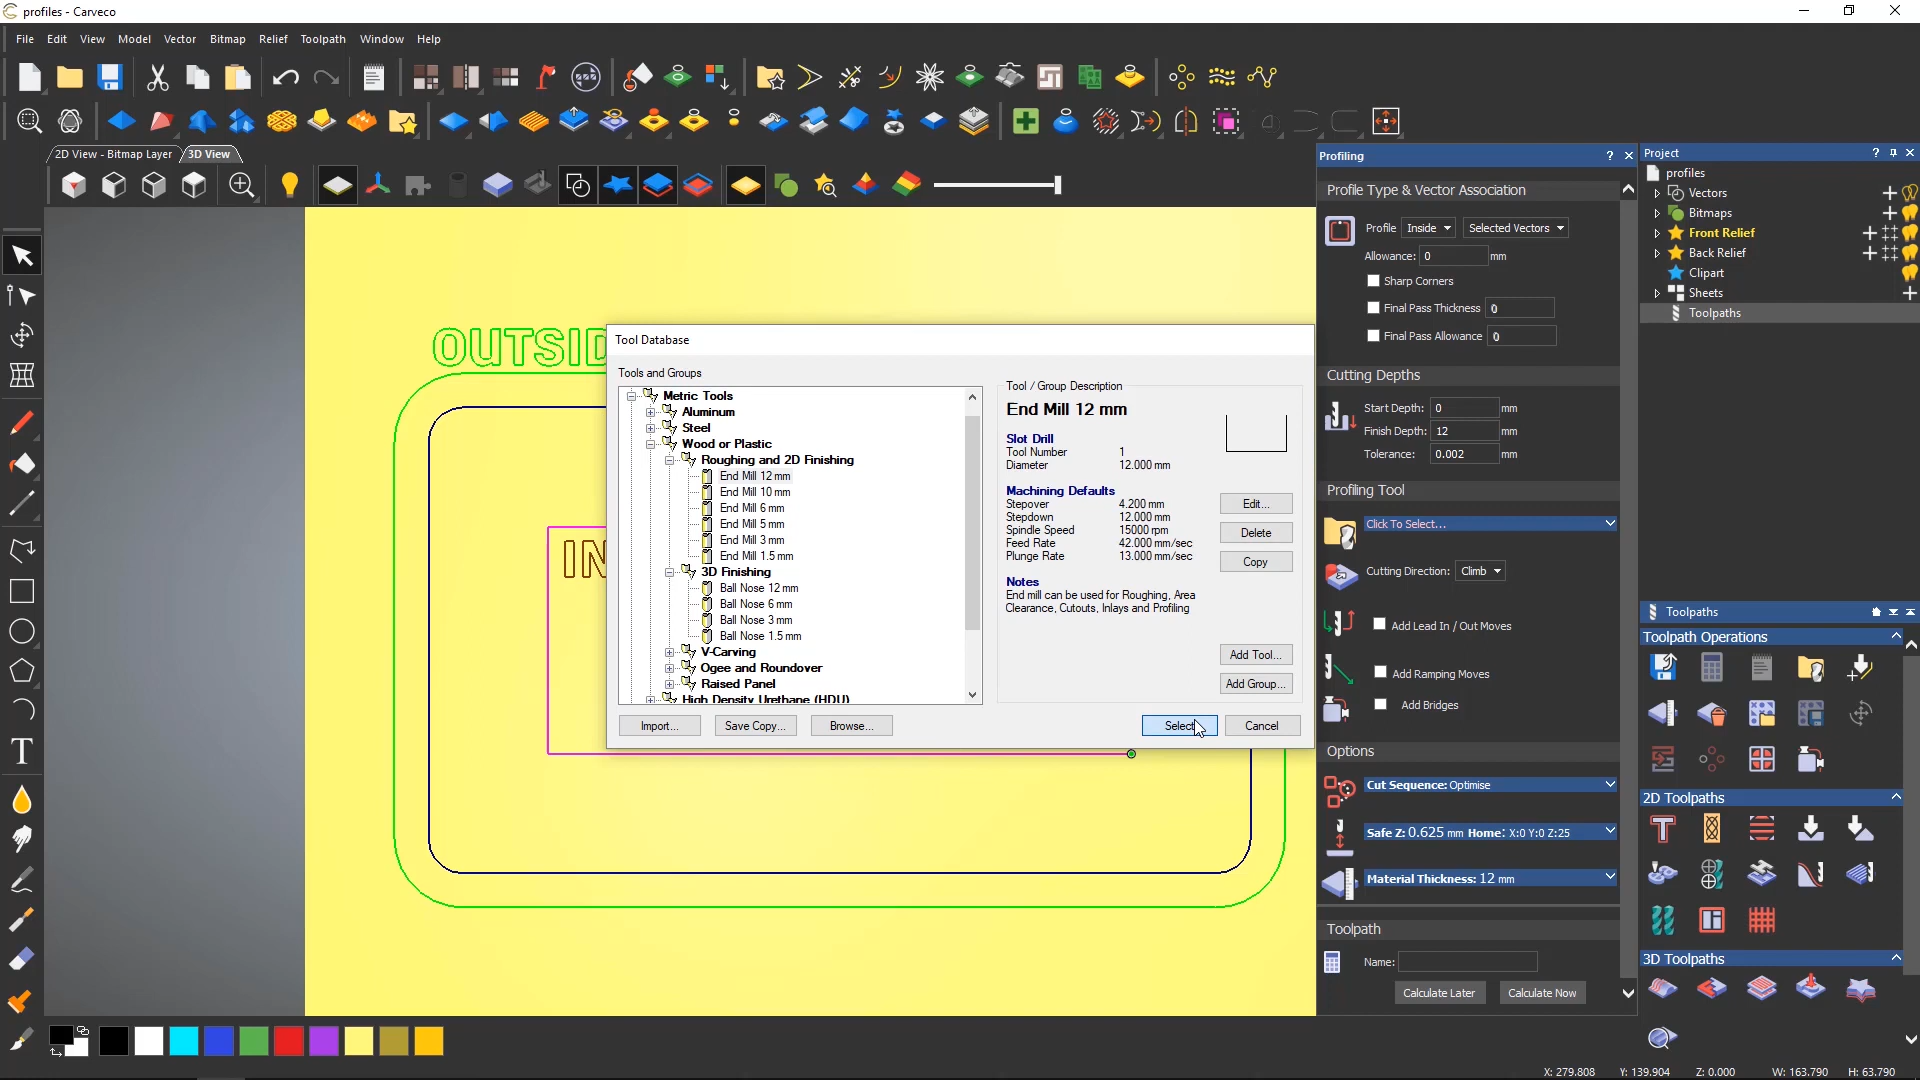 profiles - Carveco
File Edit View Model Vector Bitmap Relief Toolpath Window Help
2D View - Bitmap Layer 3D View
OUTSID
IN
Tool Database
Tools and Groups
Metric Tools
Aluminum
Steel
Wood or Plastic
Roughing and 2D Finishing
End Mill 12 mm
End Mill 10 mm
End Mill 6 mm
End Mill 5 mm
End Mill 3 mm
End Mill 1.5 mm
3D Finishing
Ball Nose 12 mm
Ball Nose 6 mm
Ball Nose 3 mm
Ball Nose 1.5 mm
V-Carving
Ogee and Roundover
Raised Panel
High Density Urethane (HDU)
Import... Save Copy... Browse...
Tool / Group Description
End Mill 12 mm
Slot Drill
Tool Number 1
Diameter 12.000 mm
Machining Defaults
Stepover 4.200 mm
Stepdown 12.000 mm
Spindle Speed 15000 rpm
Feed Rate 42.000 mm/sec
Plunge Rate 13.000 mm/sec
Notes
End mill can be used for Roughing, Area
Clearance, Cutouts, Inlays and Profiling
Edit...
Delete
Copy
Add Tool...
Add Group...
Select Cancel
Profiling ?
Profile Type & Vector Association
Profile Inside Selected Vectors
Allowance: 0 mm
Sharp Corners
Final Pass Thickness 0
Final Pass Allowance 0
Cutting Depths
Start Depth: 0 mm
Finish Depth: 12 mm
Tolerance: 0.002 mm
Profiling Tool
Click To Select...
Cutting Direction: Climb
Add Lead In / Out Moves
Add Ramping Moves
Add Bridges
Options
Cut Sequence: Optimise
Safe Z: 0.625 mm Home: X:0 Y:0 Z:25
Material Thickness: 12 mm
Toolpath
Name:
Calculate Later Calculate Now
Project ?
profiles
Vectors
Bitmaps
Front Relief
Back Relief
Clipart
Sheets
Toolpaths
Toolpaths
Toolpath Operations
2D Toolpaths
3D Toolpaths
X: 279.808 Y: 139.904 Z: 0.000 W: 163.790 H: 63.790